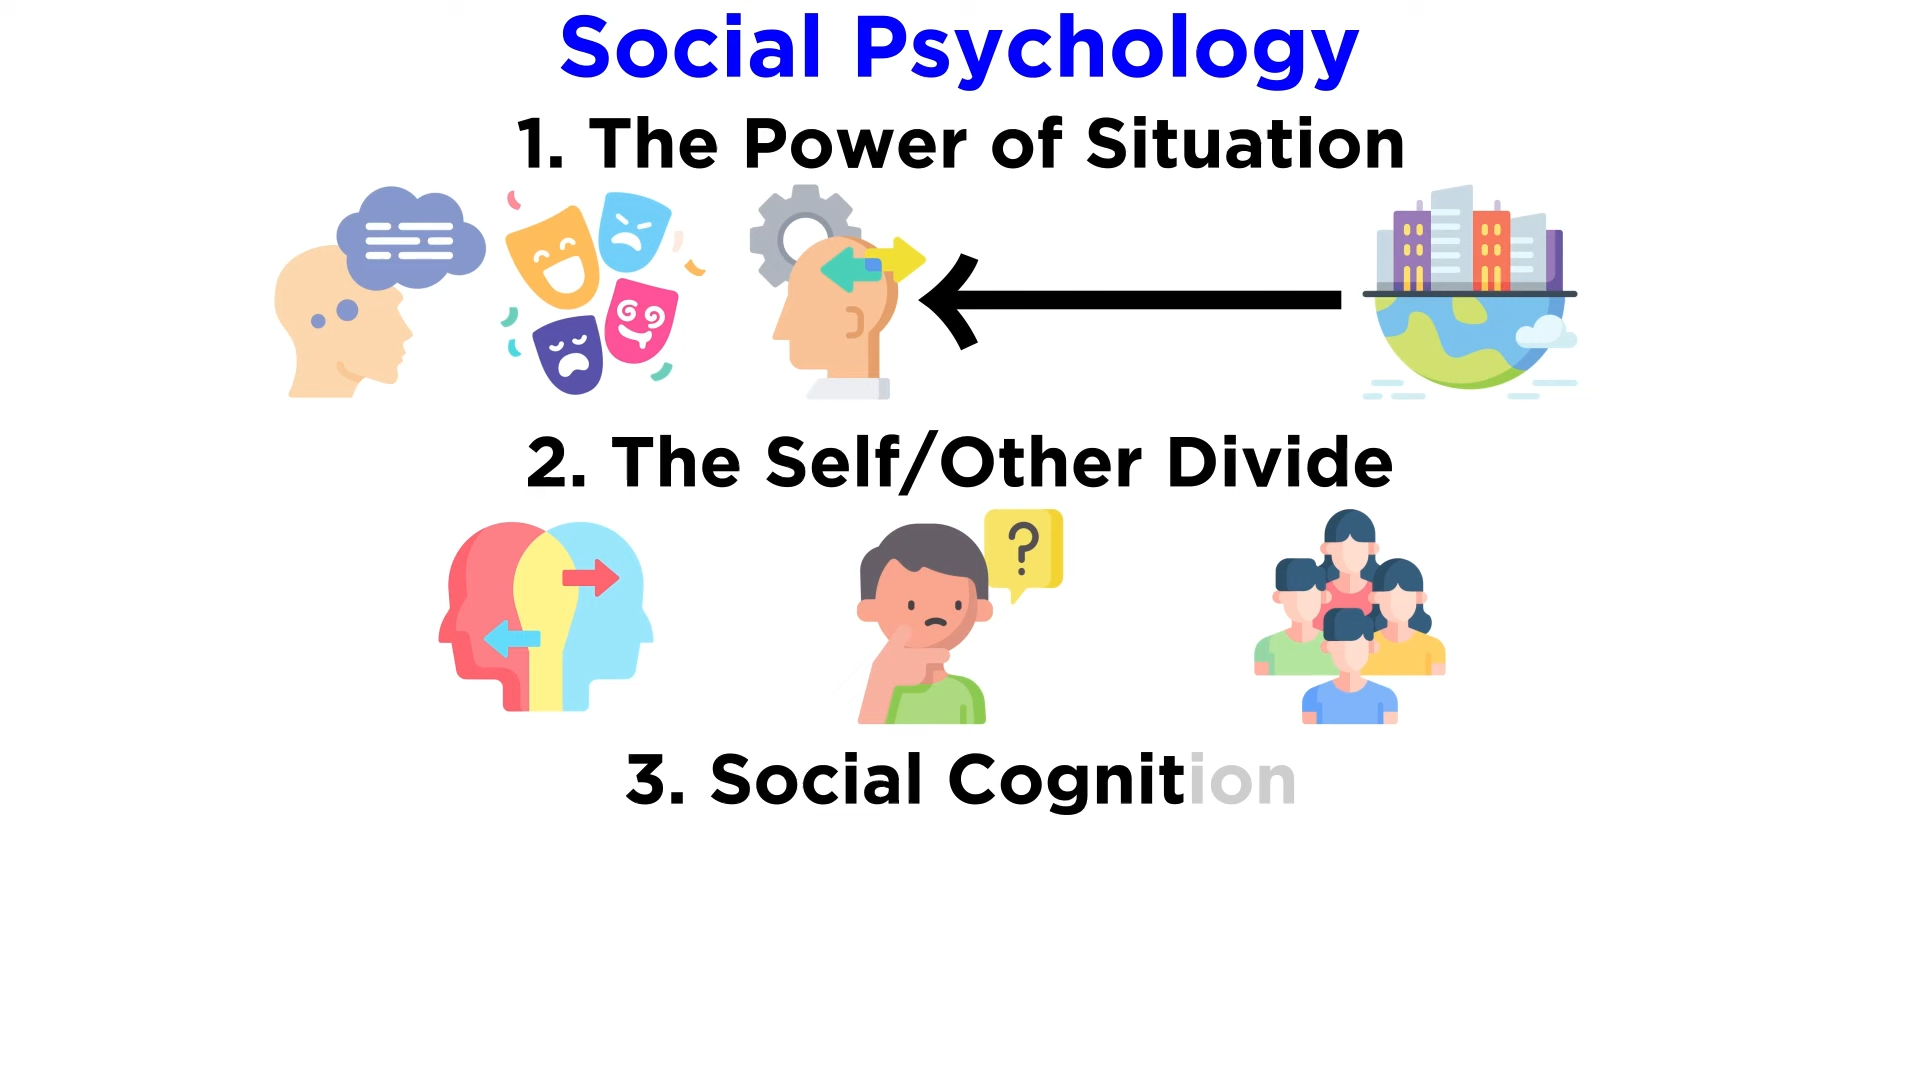 Social Psychology
1. The Power of Situation
2. The Self/Other Divide
?
3. Social Cognition